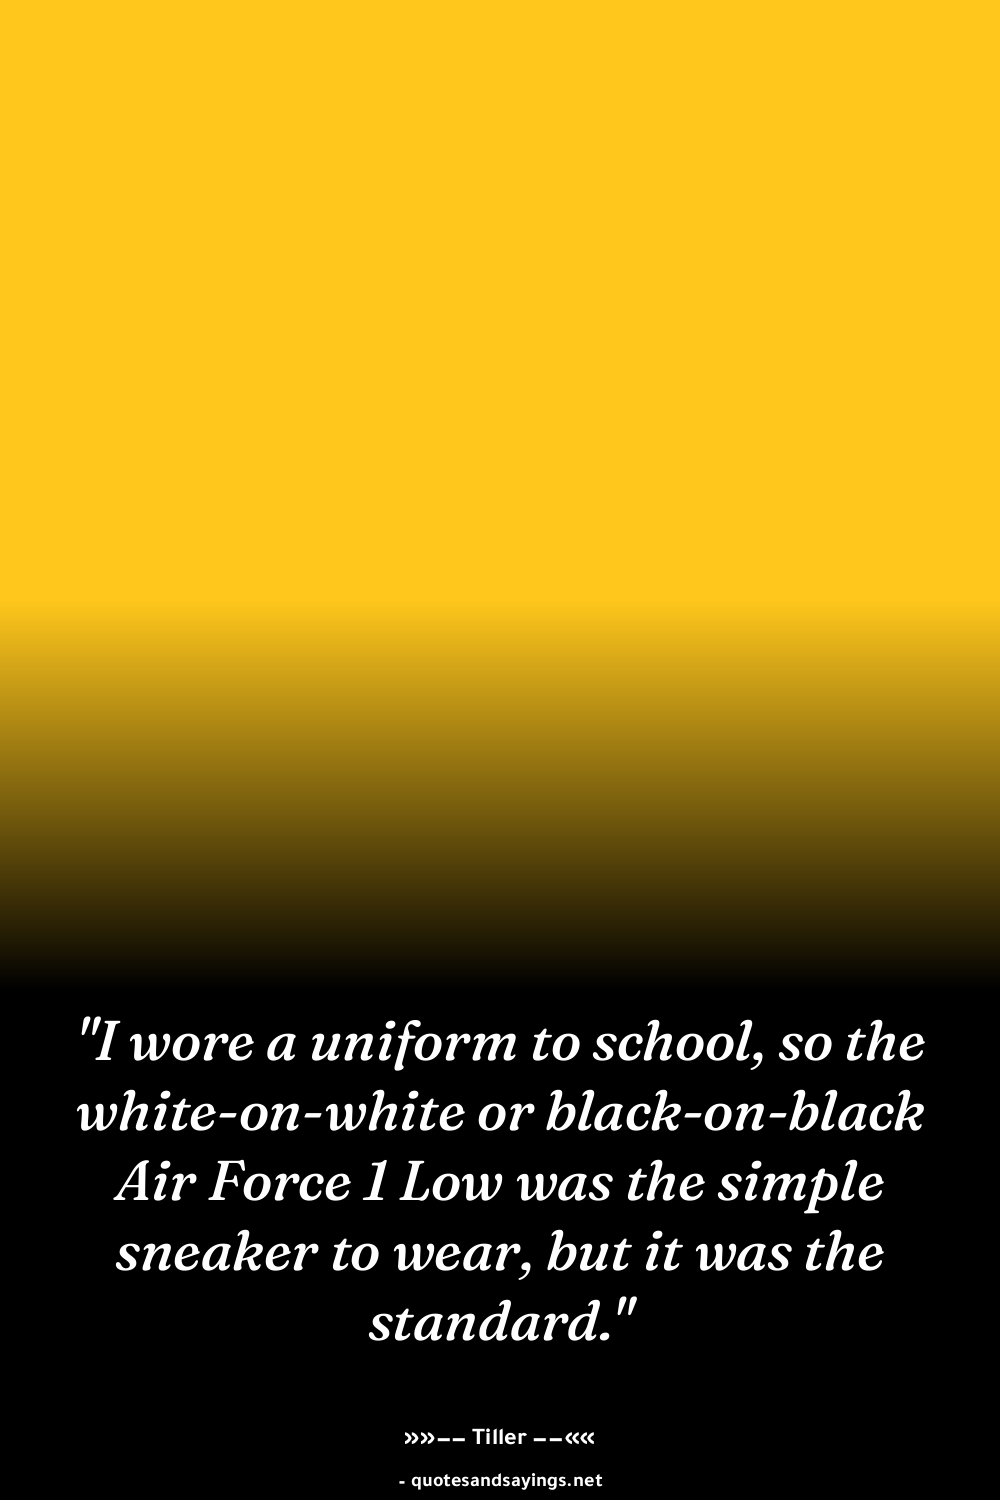 "I wore a uniform to school, so the
white-on-white or black-on-black
Air Force 1 Low was the simple
sneaker to wear, but it was the
standard."
»»−− Tiller −−««
- quotesandsayings.net